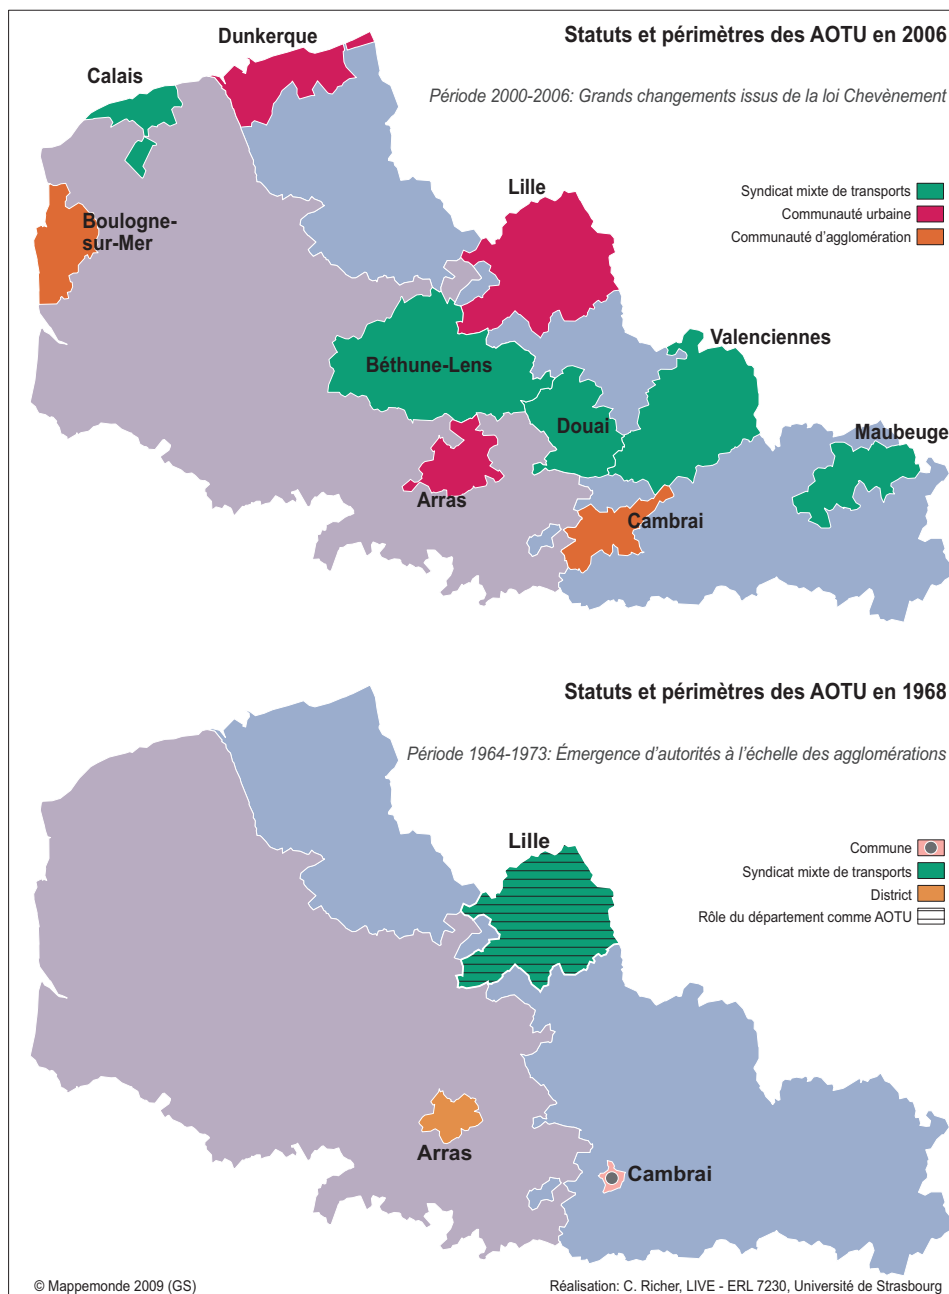 Statuts et périmètres des AOTU en 2006
Période 2000-2006: Grands changements issus de la loi Chevènement
Dunkerque
Calais
Lille
Syndicat mixte de transports
Communauté urbaine
Communauté d'agglomération
Boulogne-
sur-Mer
Valenciennes
Béthune-Lens
Douai
Maubeuge
Arras
Cambrai
Statuts et périmètres des AOTU en 1968
Période 1964-1973: Émergence d'autorités à l'échelle des agglomérations
Lille
Commune
Syndicat mixte de transports
District
Rôle du département comme AOTU
Arras
Cambrai
© Mappemonde 2009 (GS)
Réalisation: C. Richer, LIVE - ERL 7230, Université de Strasbourg